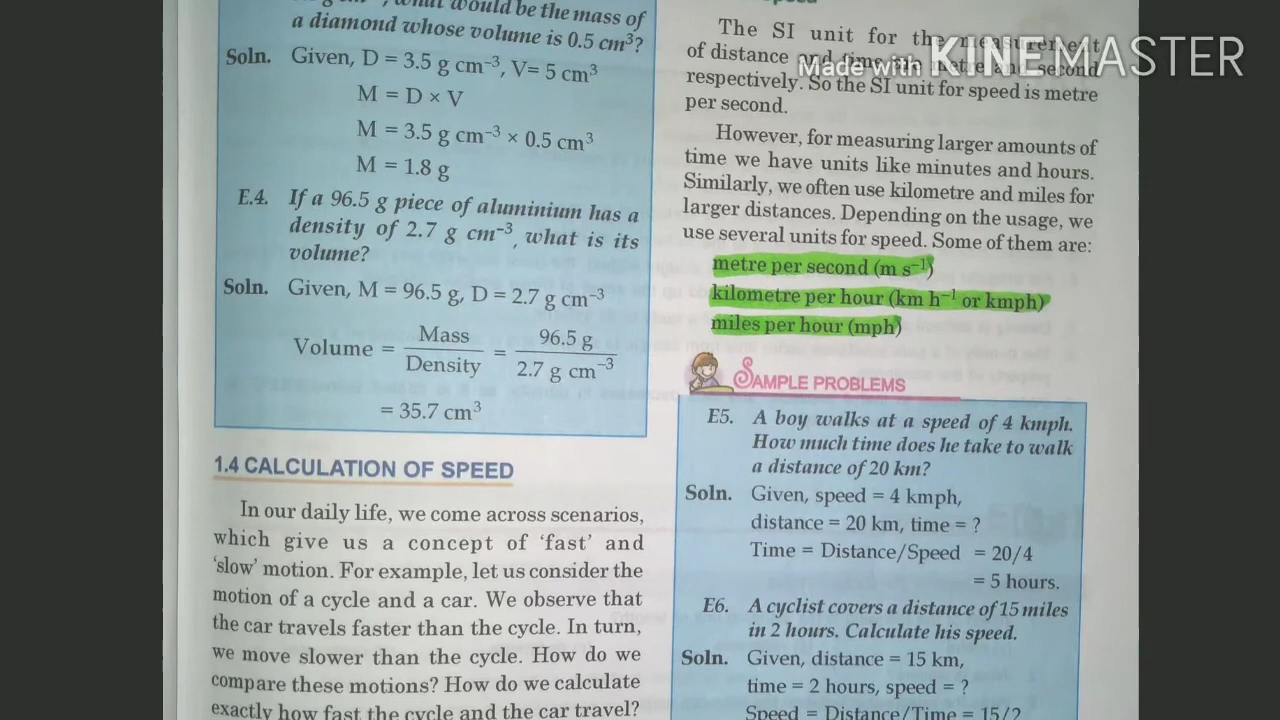 what would be the mass of
a diamond whose volume is 0.5 cm³?
Soln. Given, D = 3.5 g cm⁻³, V= 5 cm³
M = D × V
M = 3.5 g cm⁻³ × 0.5 cm³
M = 1.8 g
E.4. If a 96.5 g piece of aluminium has a
density of 2.7 g cm⁻³, what is its
volume?
Soln. Given, M = 96.5 g, D = 2.7 g cm⁻³
Volume = Mass / Density = 96.5 g / 2.7 g cm⁻³
= 35.7 cm³
1.4 CALCULATION OF SPEED
In our daily life, we come across scenarios,
which give us a concept of ‘fast’ and
‘slow’ motion. For example, let us consider the
motion of a cycle and a car. We observe that
the car travels faster than the cycle. In turn,
we move slower than the cycle. How do we
compare these motions? How do we calculate
exactly how fast the cycle and the car travel?
The SI unit for the measurement
of distance and time are metre and second
respectively. So the SI unit for speed is metre
per second.
However, for measuring larger amounts of
time we have units like minutes and hours.
Similarly, we often use kilometre and miles for
larger distances. Depending on the usage, we
use several units for speed. Some of them are:
metre per second (m s⁻¹)
kilometre per hour (km h⁻¹ or kmph)
miles per hour (mph)
SAMPLE PROBLEMS
E5. A boy walks at a speed of 4 kmph.
How much time does he take to walk
a distance of 20 km?
Soln. Given, speed = 4 kmph,
distance = 20 km, time = ?
Time = Distance/Speed = 20/4
= 5 hours.
E6. A cyclist covers a distance of 15 miles
in 2 hours. Calculate his speed.
Soln. Given, distance = 15 km,
time = 2 hours, speed = ?
Speed = Distance/Time = 15/2
Made with KINEMASTER